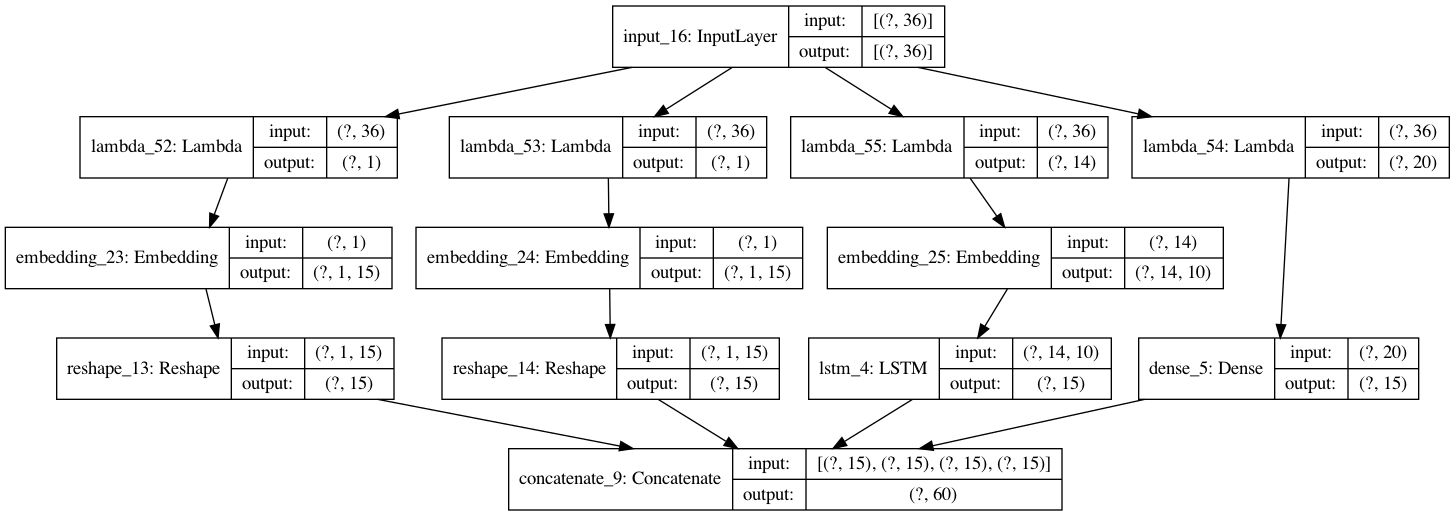 input_16: InputLayer
input: [(?, 36)]
output: [(?, 36)]
lambda_52: Lambda
input: (?, 36)
output: (?, 1)
lambda_53: Lambda
input: (?, 36)
output: (?, 1)
lambda_55: Lambda
input: (?, 36)
output: (?, 14)
lambda_54: Lambda
input: (?, 36)
output: (?, 20)
embedding_23: Embedding
input: (?, 1)
output: (?, 1, 15)
embedding_24: Embedding
input: (?, 1)
output: (?, 1, 15)
embedding_25: Embedding
input: (?, 14)
output: (?, 14, 10)
reshape_13: Reshape
input: (?, 1, 15)
output: (?, 15)
reshape_14: Reshape
input: (?, 1, 15)
output: (?, 15)
lstm_4: LSTM
input: (?, 14, 10)
output: (?, 15)
dense_5: Dense
input: (?, 20)
output: (?, 15)
concatenate_9: Concatenate
input: [(?, 15), (?, 15), (?, 15), (?, 15)]
output: (?, 60)